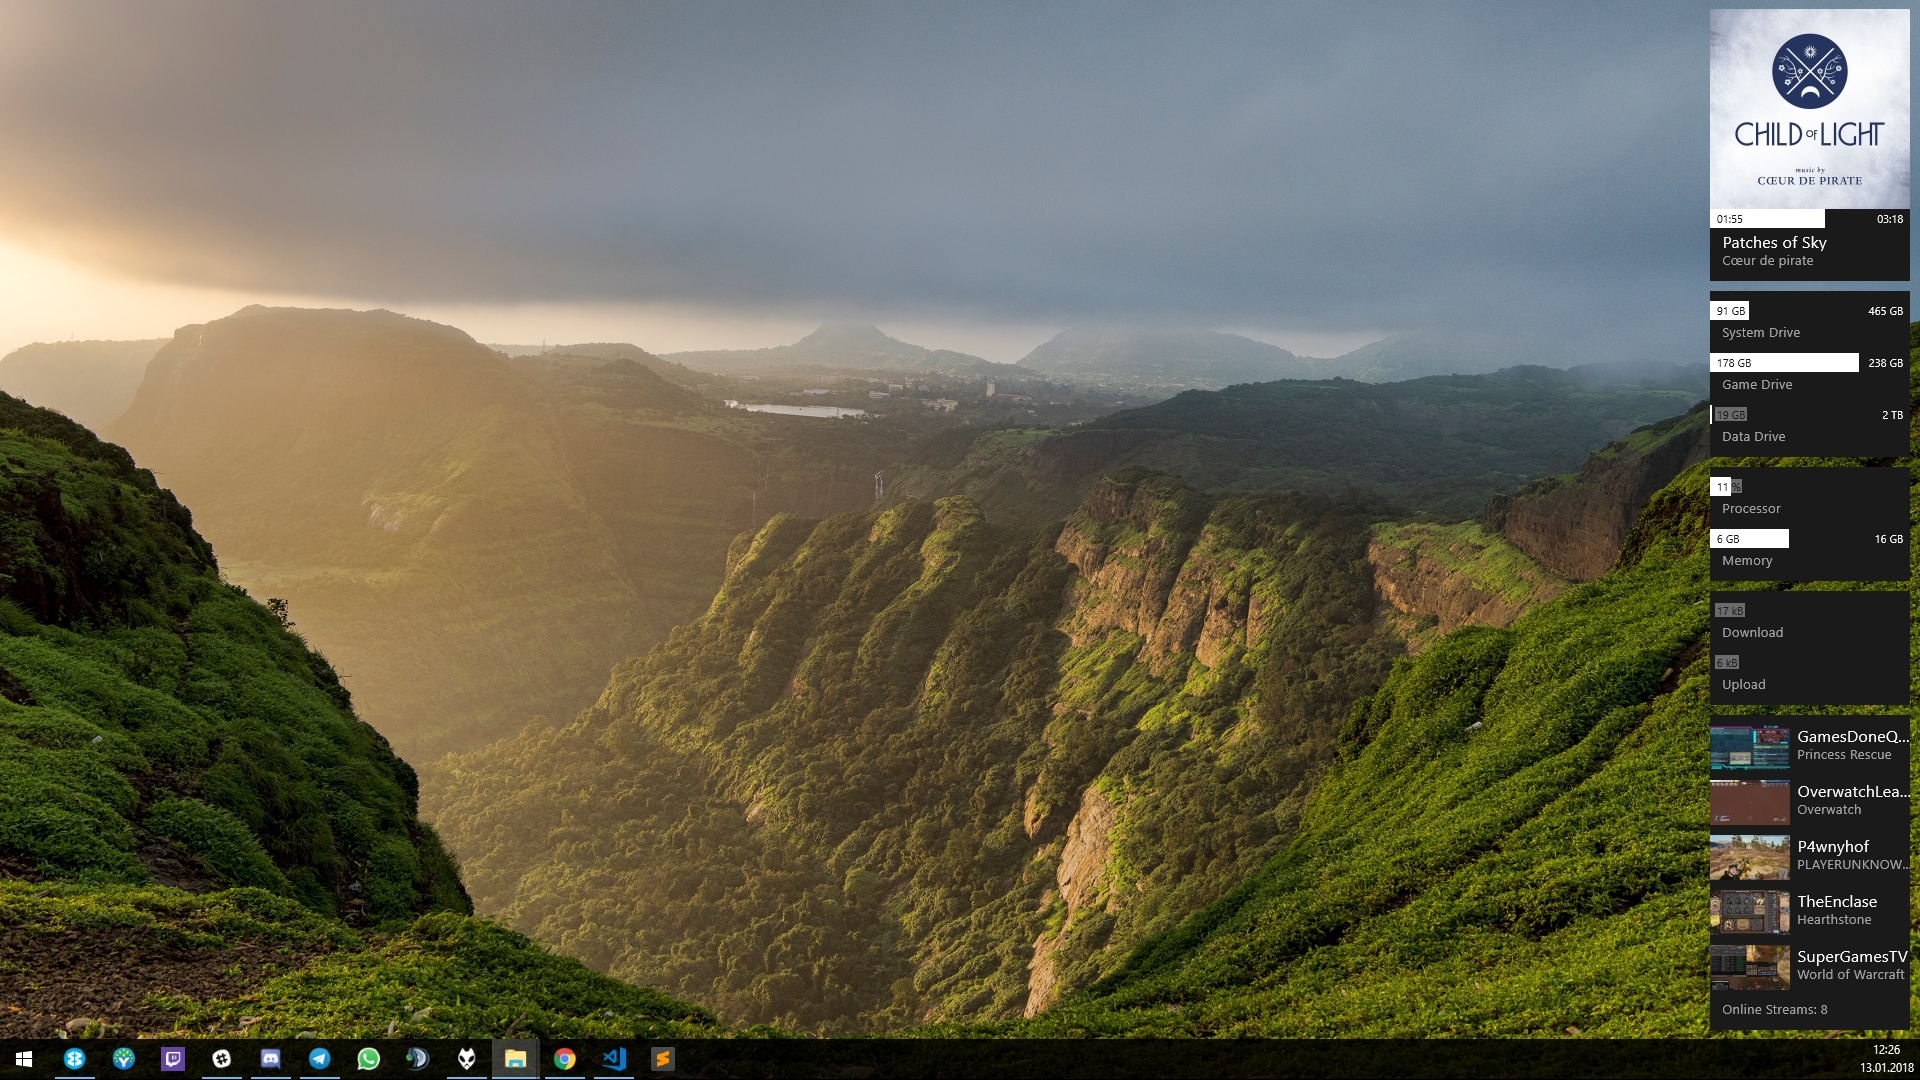 CHILD OF LIGHT
music by
CŒUR DE PIRATE
01:55 03:18
Patches of Sky
Cœur de pirate
91 GB 465 GB
System Drive
178 GB 238 GB
Game Drive
19 GB 2 TB
Data Drive
11 %
Processor
6 GB 16 GB
Memory
17 kB
Download
6 kB
Upload
GamesDoneQ...
Princess Rescue
OverwatchLea...
Overwatch
P4wnyhof
PLAYERUNKNOW...
TheEnclase
Hearthstone
SuperGamesTV
World of Warcraft
Online Streams: 8
12:26
13.01.2018